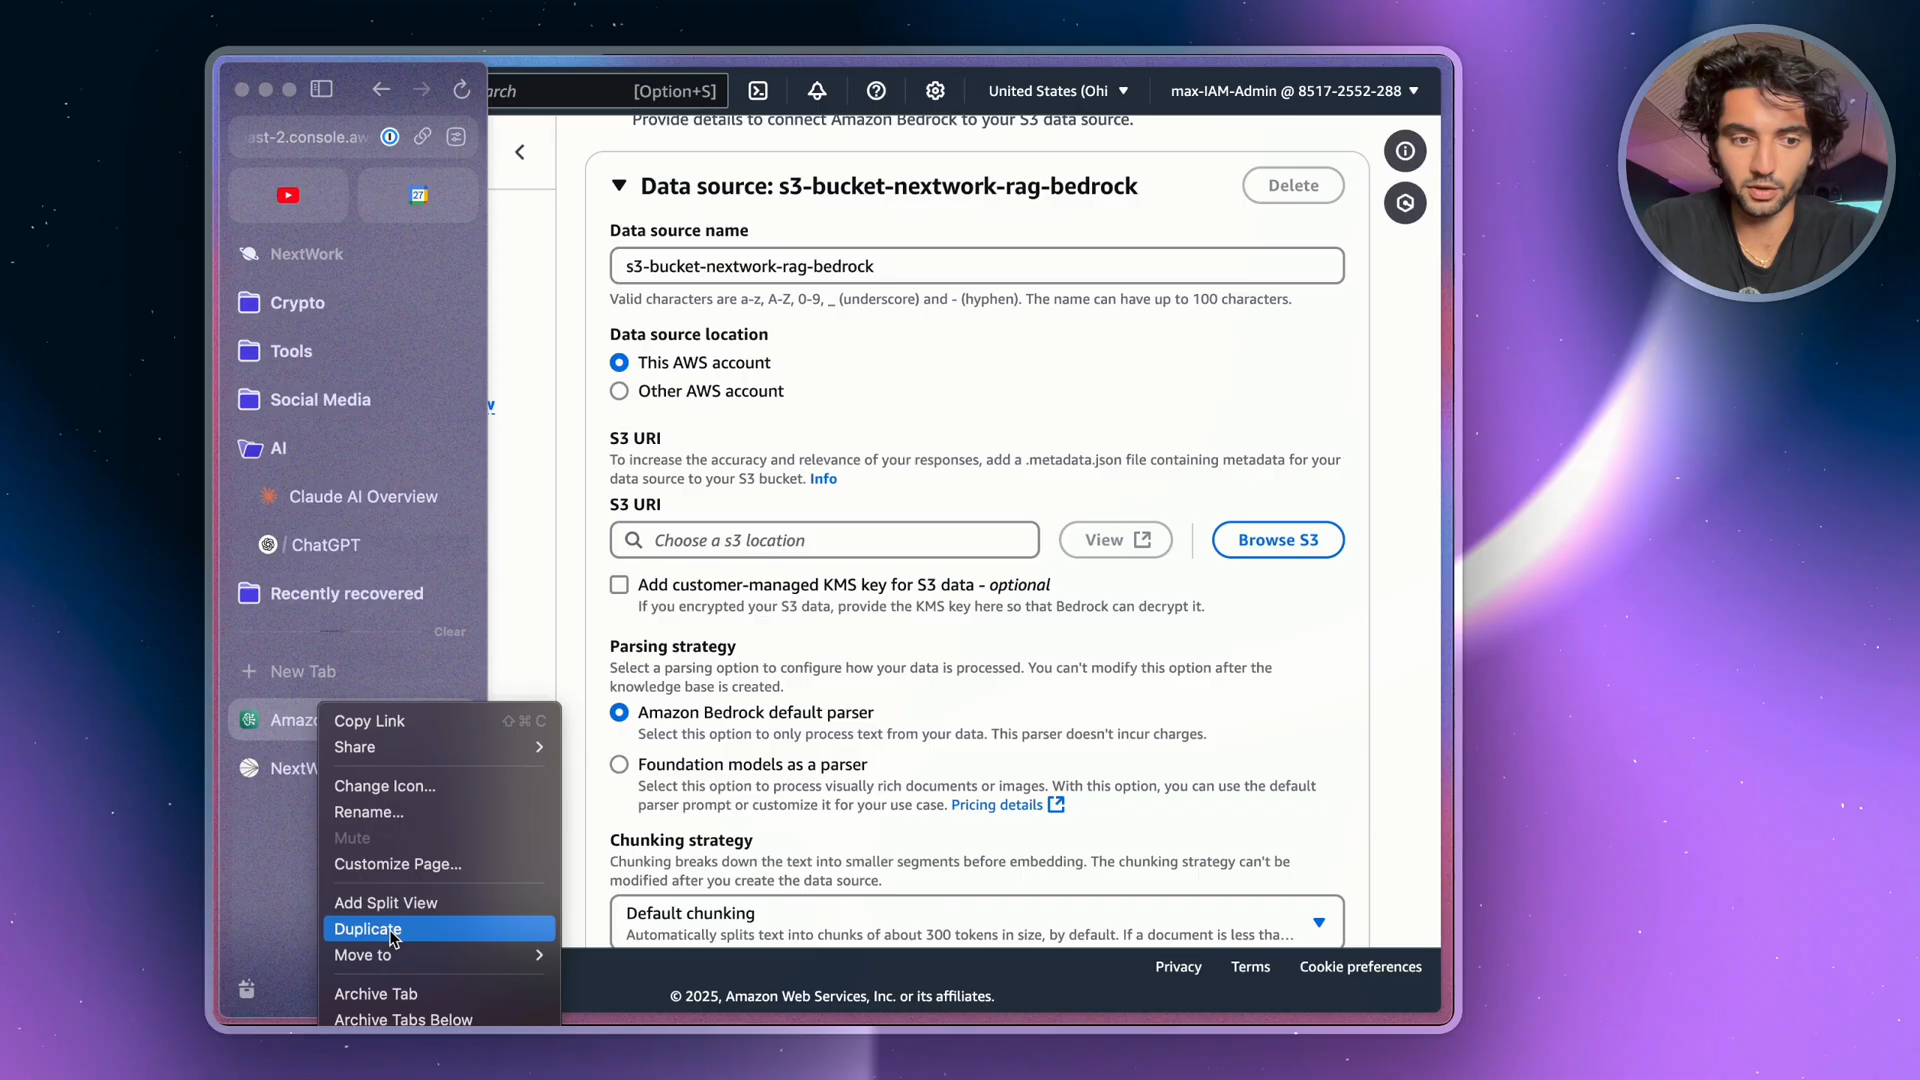 arch
[Option+S]
United States (Ohi
max-IAM-Admin @ 8517-2552-288
ast-2.console.aw
27
NextWork
Crypto
Tools
Social Media
AI
Claude AI Overview
/ ChatGPT
Recently recovered
Clear
+ New Tab
Amazo
NextW
Copy Link ⇧⌘C
Share
Change Icon...
Rename...
Mute
Customize Page...
Add Split View
Duplicate
Move to
Archive Tab
Archive Tabs Below
w
Provide details to connect Amazon Bedrock to your S3 data source.
Data source: s3-bucket-nextwork-rag-bedrock
Delete
Data source name
s3-bucket-nextwork-rag-bedrock
Valid characters are a-z, A-Z, 0-9, _ (underscore) and - (hyphen). The name can have up to 100 characters.
Data source location
This AWS account
Other AWS account
S3 URI
To increase the accuracy and relevance of your responses, add a .metadata.json file containing metadata for your
data source to your S3 bucket. Info
S3 URI
Choose a s3 location
View
Browse S3
Add customer-managed KMS key for S3 data - optional
If you encrypted your S3 data, provide the KMS key here so that Bedrock can decrypt it.
Parsing strategy
Select a parsing option to configure how your data is processed. You can't modify this option after the
knowledge base is created.
Amazon Bedrock default parser
Select this option to only process text from your data. This parser doesn't incur charges.
Foundation models as a parser
Select this option to process visually rich documents or images. With this option, you can use the default
parser prompt or customize it for your use case. Pricing details
Chunking strategy
Chunking breaks down the text into smaller segments before embedding. The chunking strategy can't be
modified after you create the data source.
Default chunking
Automatically splits text into chunks of about 300 tokens in size, by default. If a document is less tha...
Privacy
Terms
Cookie preferences
© 2025, Amazon Web Services, Inc. or its affiliates.